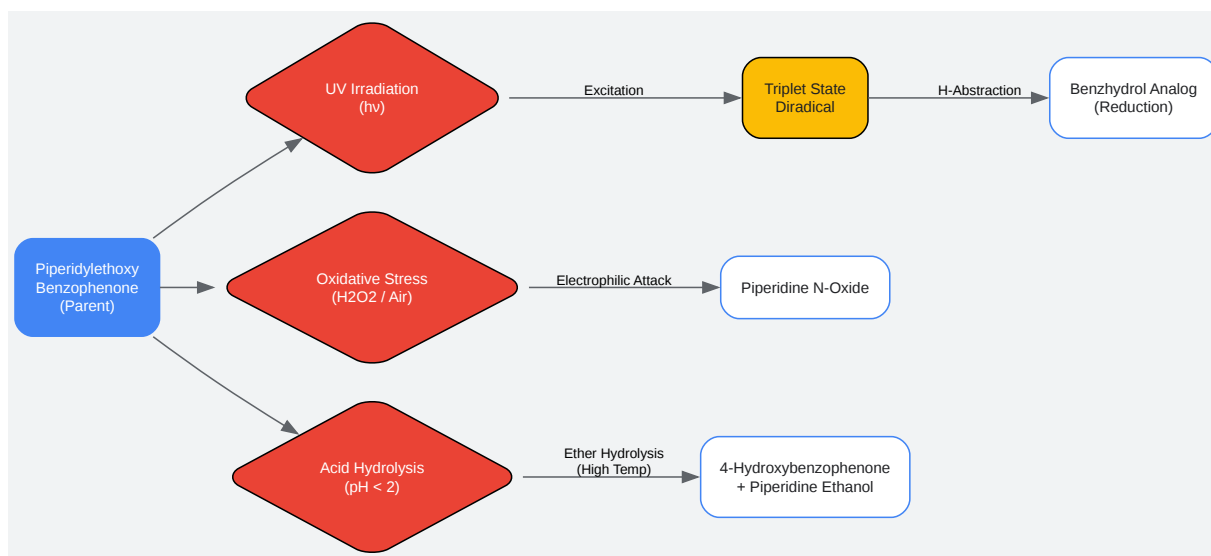 Piperidylethoxy
Benzophenone
(Parent)
UV Irradiation
(hν)
Excitation
Triplet State
Diradical
H-Abstraction
Benzhydrol Analog
(Reduction)
Oxidative Stress
(H2O2 / Air)
Electrophilic Attack
Piperidine N-Oxide
Acid Hydrolysis
(pH < 2)
Ether Hydrolysis
(High Temp)
4-Hydroxybenzophenone
+ Piperidine Ethanol